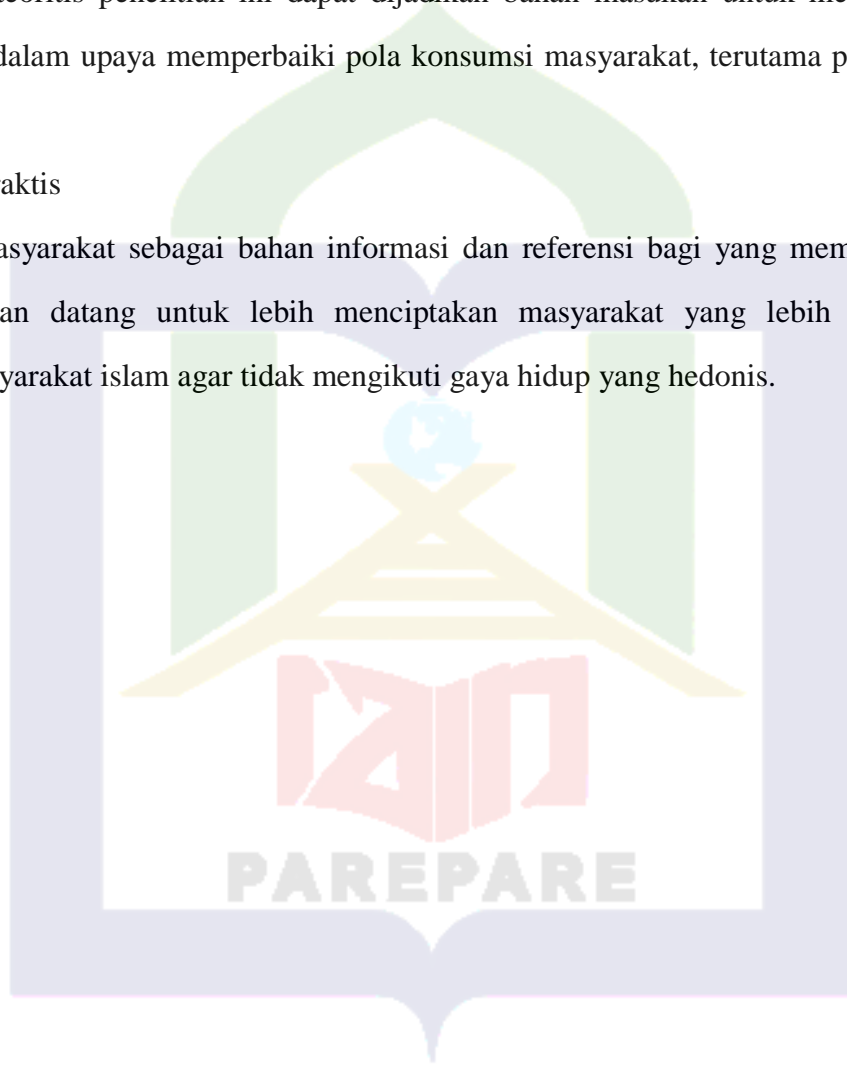 teoritis penelitian ini dapat dijadikan bahan masukan untuk
dalam upaya memperbaiki pola konsumsi masyarakat, terutama
raktis
asyarakat sebagai bahan informasi dan referensi bagi yang mem
an datang untuk lebih menciptakan masyarakat yang lebih
yarakat islam agar tidak mengikuti gaya hidup yang hedonis.
iain
PAREPARE